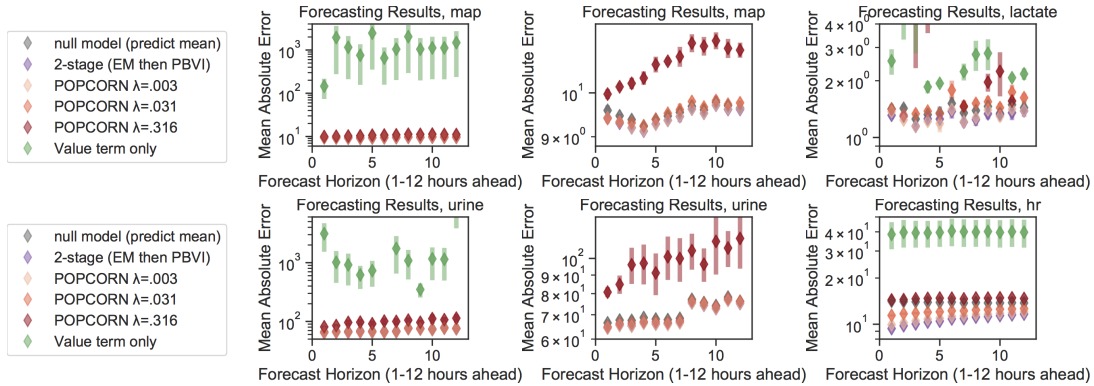 Forecasting Results, map
Forecasting Results, map
Forecasting Results, lactate
null model (predict mean)
2-stage (EM then PBVI)
POPCORN λ=.003
POPCORN λ=.031
POPCORN λ=.316
Value term only
Mean Absolute Error
10³
10²
10¹
0
5
10
Forecast Horizon (1-12 hours ahead)
Mean Absolute Error
10¹
9 × 10⁰
0
5
10
Forecast Horizon (1-12 hours ahead)
Mean Absolute Error
4 × 10⁰
3 × 10⁰
2 × 10⁰
10⁰
0
5
10
Forecast Horizon (1-12 hours ahead)
Forecasting Results, urine
Forecasting Results, urine
Forecasting Results, hr
null model (predict mean)
2-stage (EM then PBVI)
POPCORN λ=.003
POPCORN λ=.031
POPCORN λ=.316
Value term only
Mean Absolute Error
10³
10²
0
5
10
Forecast Horizon (1-12 hours ahead)
Mean Absolute Error
10²
9 × 10¹
8 × 10¹
7 × 10¹
6 × 10¹
0
5
10
Forecast Horizon (1-12 hours ahead)
Mean Absolute Error
4 × 10¹
3 × 10¹
2 × 10¹
10¹
0
5
10
Forecast Horizon (1-12 hours ahead)